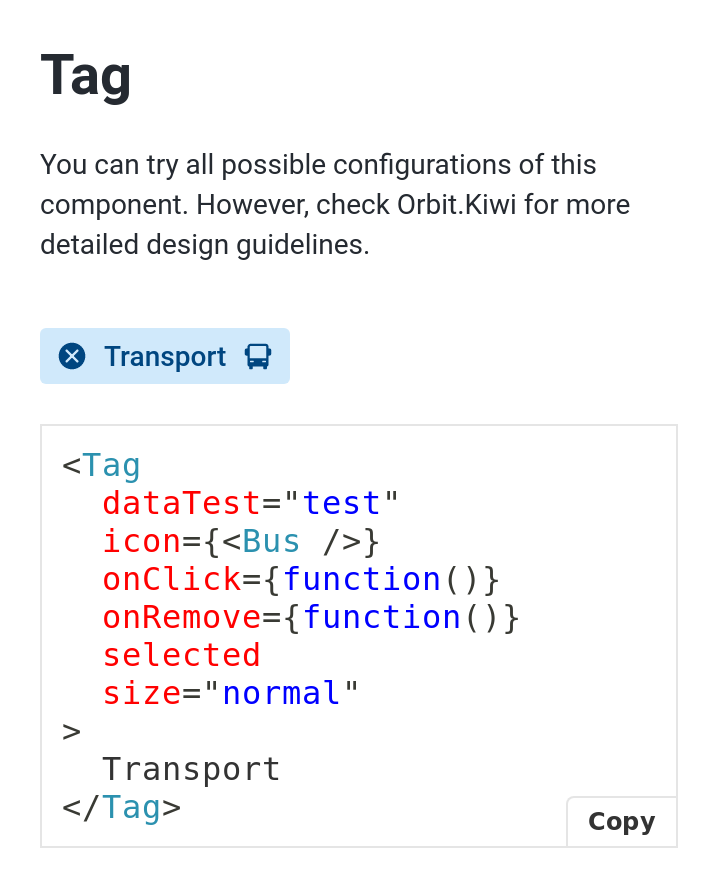 Tag
You can try all possible configurations of this
component. However, check Orbit.Kiwi for more
detailed design guidelines.
Transport
<Tag
  dataTest="test"
  icon={<Bus />}
  onClick={function()}
  onRemove={function()}
  selected
  size="normal"
>
  Transport
</Tag>
Copy